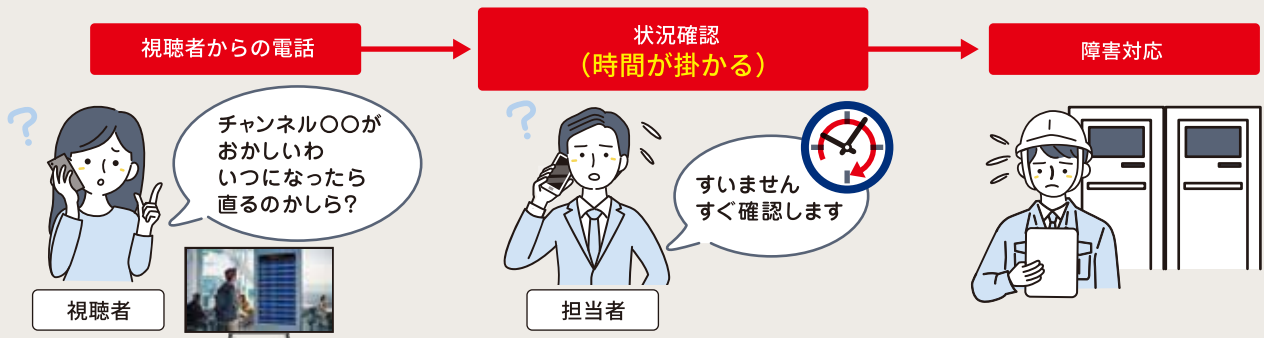 視聴者からの電話
状況確認
（時間が掛かる）
障害対応
?
チャンネル〇〇が
おかしいわ
いつになったら
直るのかしら?
視聴者
?
すいません
すぐ確認します
担当者